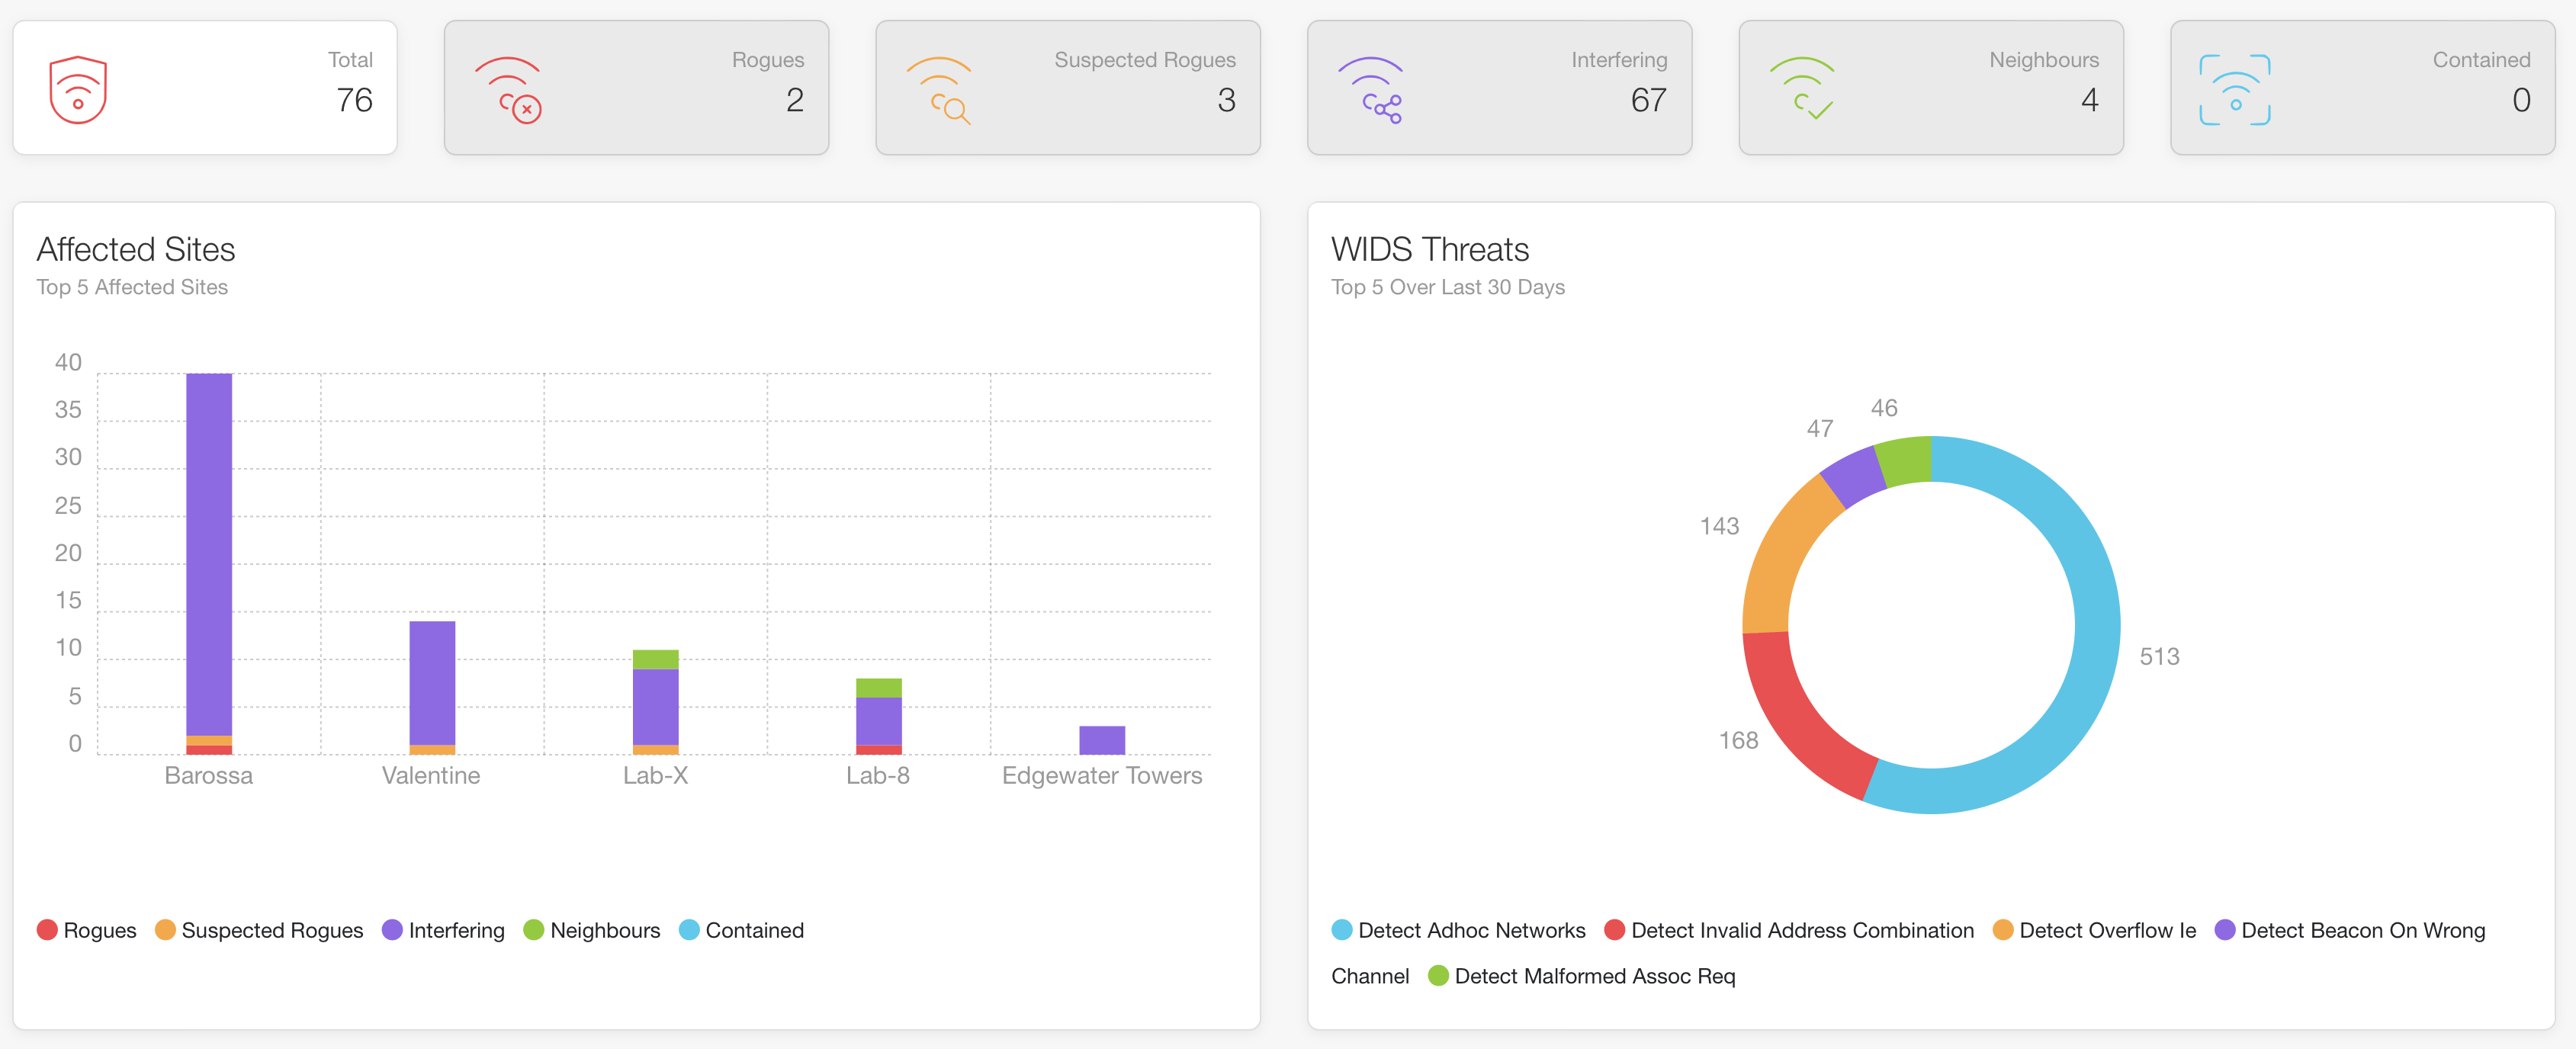 Total
76
Rogues
2
Suspected Rogues
3
Interfering
67
Neighbours
4
Contained
0
Affected Sites
Top 5 Affected Sites
40
35
30
25
20
15
10
5
0
Barossa
Valentine
Lab-X
Lab-8
Edgewater Towers
Rogues
Suspected Rogues
Interfering
Neighbours
Contained
WIDS Threats
Top 5 Over Last 30 Days
46
47
143
513
168
Detect Adhoc Networks
Detect Invalid Address Combination
Detect Overflow Ie
Detect Beacon On Wrong
Channel
Detect Malformed Assoc Req